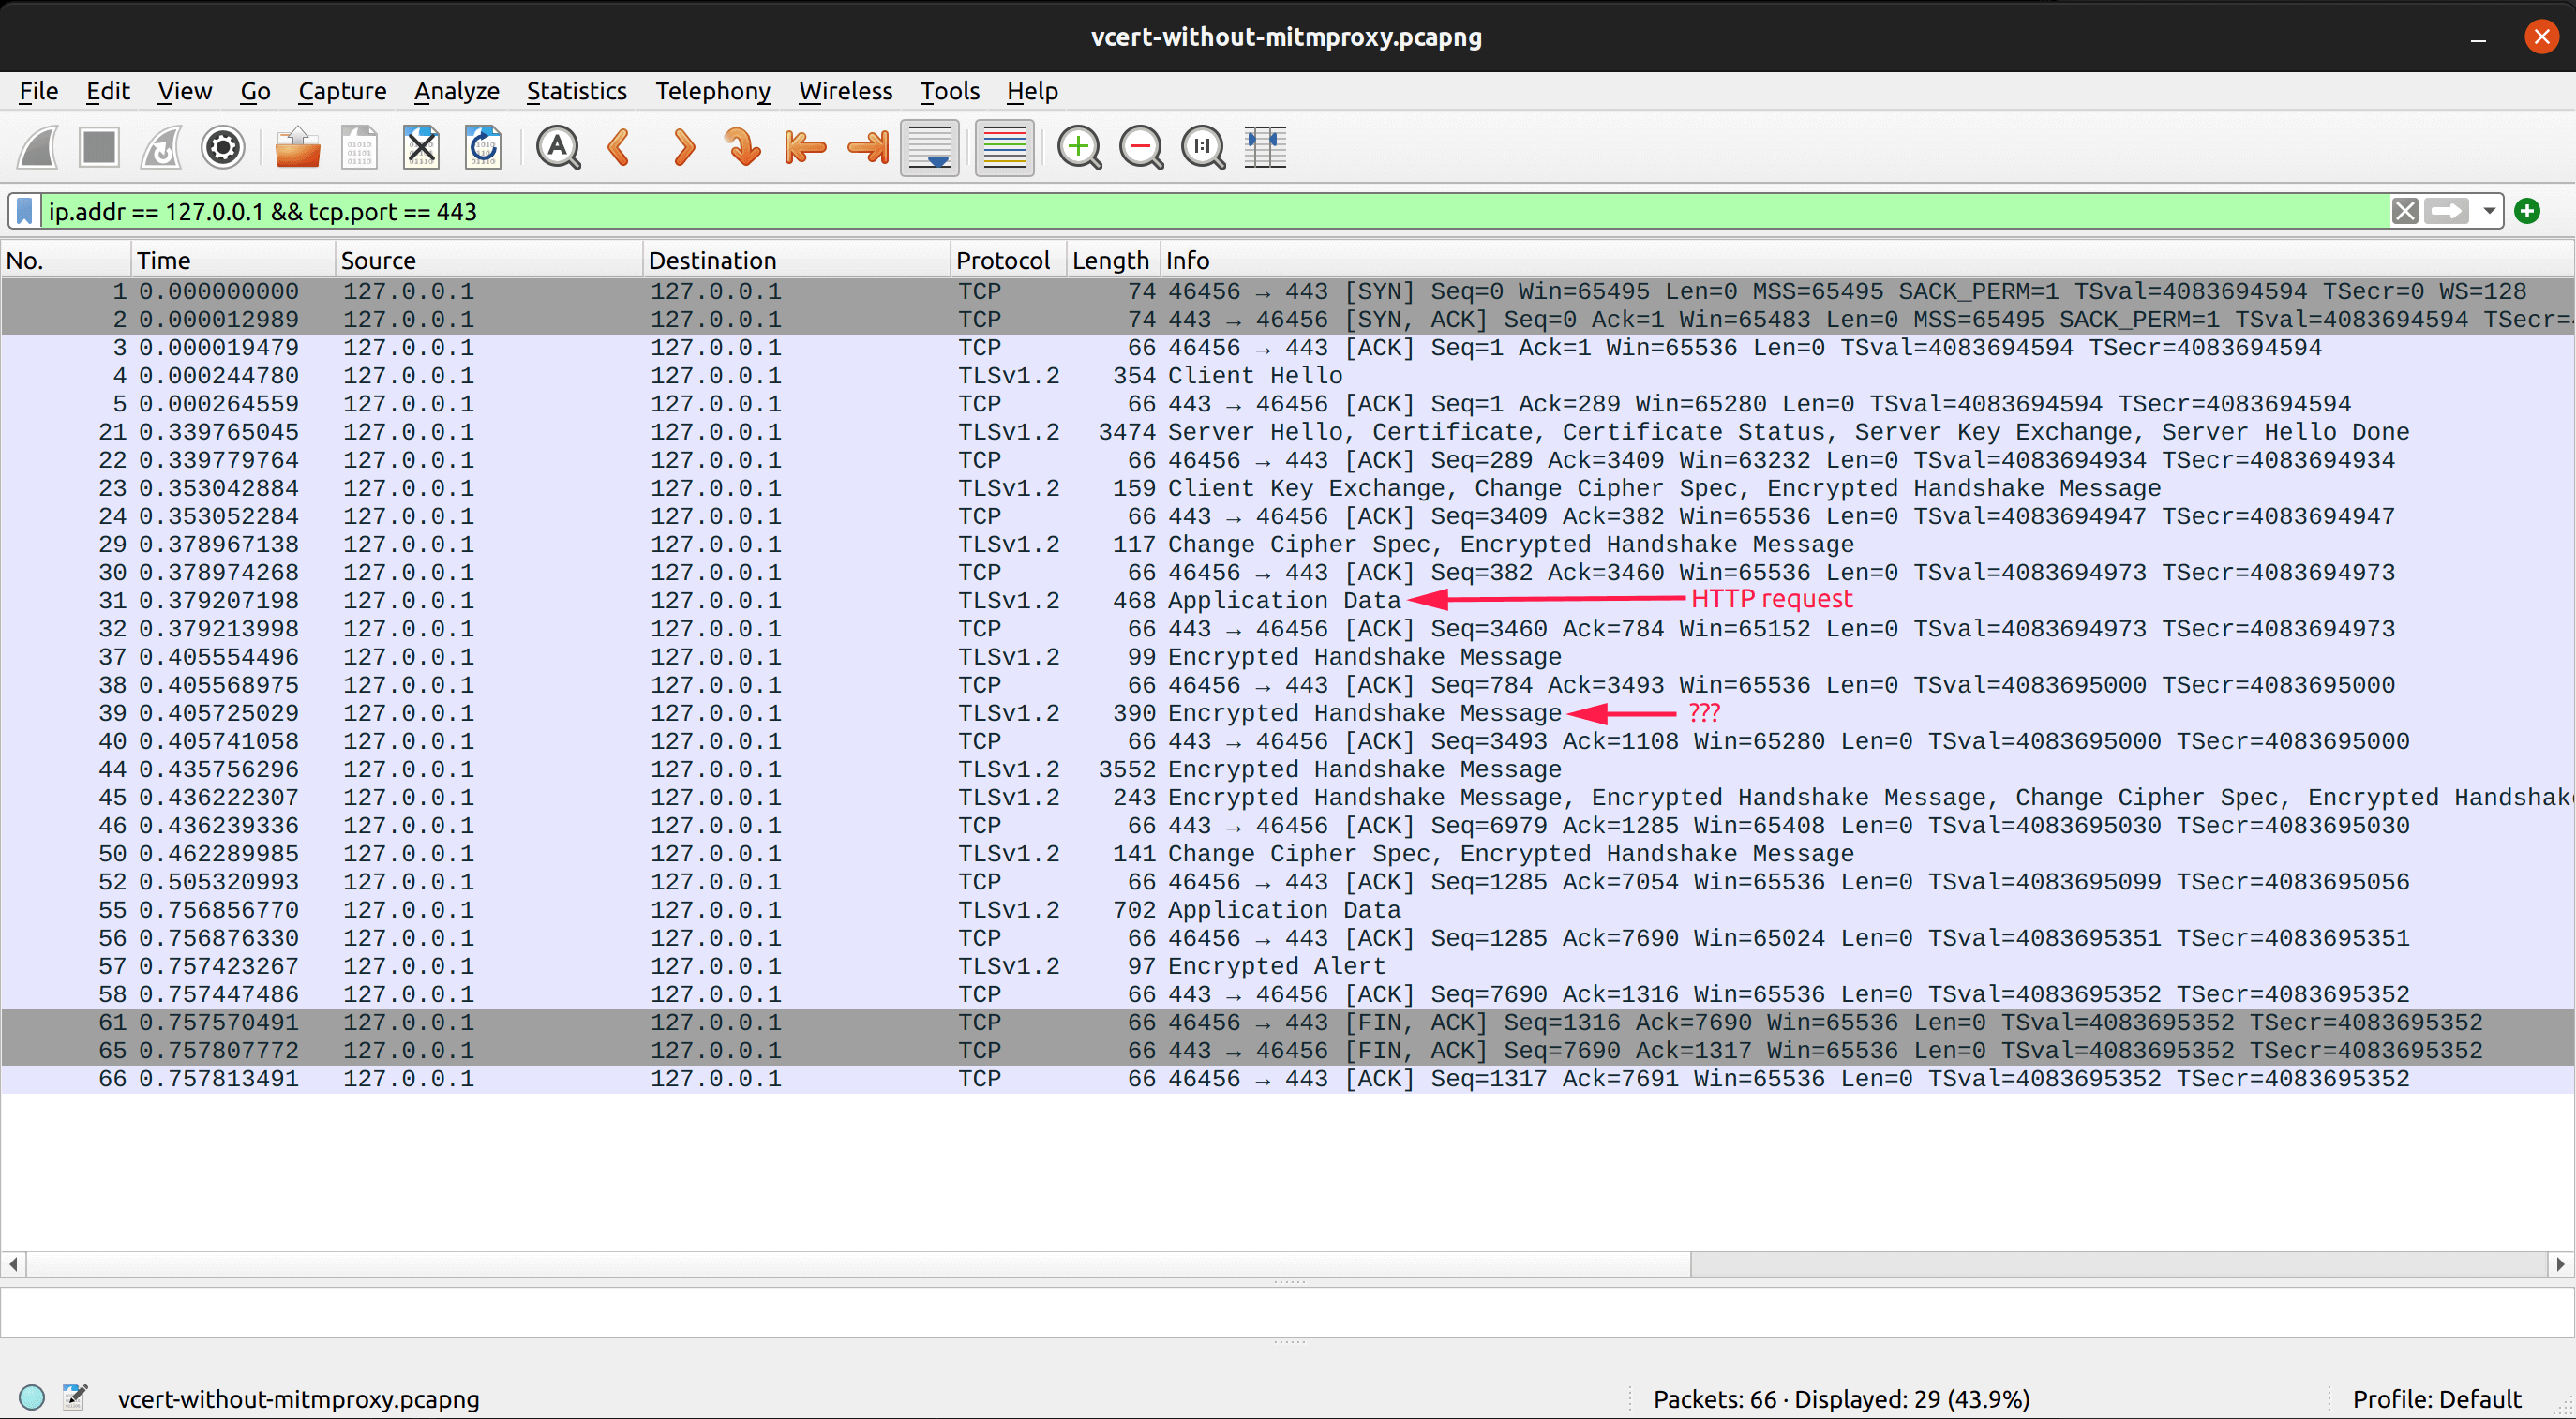 vcert-without-mitmproxy.pcapng
File Edit View Go Capture Analyze Statistics Telephony Wireless Tools Help
ip.addr == 127.0.0.1 && tcp.port == 443
No. Time Source Destination Protocol Length Info
1 0.000000000 127.0.0.1 127.0.0.1 TCP 74 46456 → 443 [SYN] Seq=0 Win=65495 Len=0 MSS=65495 SACK_PERM=1 TSval=4083694594 TSecr=0 WS=128
2 0.000012989 127.0.0.1 127.0.0.1 TCP 74 443 → 46456 [SYN, ACK] Seq=0 Ack=1 Win=65483 Len=0 MSS=65495 SACK_PERM=1 TSval=4083694594 TSecr=
3 0.000019479 127.0.0.1 127.0.0.1 TCP 66 46456 → 443 [ACK] Seq=1 Ack=1 Win=65536 Len=0 TSval=4083694594 TSecr=4083694594
4 0.000244780 127.0.0.1 127.0.0.1 TLSv1.2 354 Client Hello
5 0.000264559 127.0.0.1 127.0.0.1 TCP 66 443 → 46456 [ACK] Seq=1 Ack=289 Win=65280 Len=0 TSval=4083694594 TSecr=4083694594
21 0.339765045 127.0.0.1 127.0.0.1 TLSv1.2 3474 Server Hello, Certificate, Certificate Status, Server Key Exchange, Server Hello Done
22 0.339779764 127.0.0.1 127.0.0.1 TCP 66 46456 → 443 [ACK] Seq=289 Ack=3409 Win=63232 Len=0 TSval=4083694934 TSecr=4083694934
23 0.353042884 127.0.0.1 127.0.0.1 TLSv1.2 159 Client Key Exchange, Change Cipher Spec, Encrypted Handshake Message
24 0.353052284 127.0.0.1 127.0.0.1 TCP 66 443 → 46456 [ACK] Seq=3409 Ack=382 Win=65536 Len=0 TSval=4083694947 TSecr=4083694947
29 0.378967138 127.0.0.1 127.0.0.1 TLSv1.2 117 Change Cipher Spec, Encrypted Handshake Message
30 0.378974268 127.0.0.1 127.0.0.1 TCP 66 46456 → 443 [ACK] Seq=382 Ack=3460 Win=65536 Len=0 TSval=4083694973 TSecr=4083694973
31 0.379207198 127.0.0.1 127.0.0.1 TLSv1.2 468 Application Data HTTP request
32 0.379213998 127.0.0.1 127.0.0.1 TCP 66 443 → 46456 [ACK] Seq=3460 Ack=784 Win=65152 Len=0 TSval=4083694973 TSecr=4083694973
37 0.405554496 127.0.0.1 127.0.0.1 TLSv1.2 99 Encrypted Handshake Message
38 0.405568975 127.0.0.1 127.0.0.1 TCP 66 46456 → 443 [ACK] Seq=784 Ack=3493 Win=65536 Len=0 TSval=4083695000 TSecr=4083695000
39 0.405725029 127.0.0.1 127.0.0.1 TLSv1.2 390 Encrypted Handshake Message ???
40 0.405741058 127.0.0.1 127.0.0.1 TCP 66 443 → 46456 [ACK] Seq=3493 Ack=1108 Win=65280 Len=0 TSval=4083695000 TSecr=4083695000
44 0.435756296 127.0.0.1 127.0.0.1 TLSv1.2 3552 Encrypted Handshake Message
45 0.436222307 127.0.0.1 127.0.0.1 TLSv1.2 243 Encrypted Handshake Message, Encrypted Handshake Message, Change Cipher Spec, Encrypted Handshak
46 0.436239336 127.0.0.1 127.0.0.1 TCP 66 443 → 46456 [ACK] Seq=6979 Ack=1285 Win=65408 Len=0 TSval=4083695030 TSecr=4083695030
50 0.462289985 127.0.0.1 127.0.0.1 TLSv1.2 141 Change Cipher Spec, Encrypted Handshake Message
52 0.505320993 127.0.0.1 127.0.0.1 TCP 66 46456 → 443 [ACK] Seq=1285 Ack=7054 Win=65536 Len=0 TSval=4083695099 TSecr=4083695056
55 0.756856770 127.0.0.1 127.0.0.1 TLSv1.2 702 Application Data
56 0.756876330 127.0.0.1 127.0.0.1 TCP 66 46456 → 443 [ACK] Seq=1285 Ack=7690 Win=65024 Len=0 TSval=4083695351 TSecr=4083695351
57 0.757423267 127.0.0.1 127.0.0.1 TLSv1.2 97 Encrypted Alert
58 0.757447486 127.0.0.1 127.0.0.1 TCP 66 443 → 46456 [ACK] Seq=7690 Ack=1316 Win=65536 Len=0 TSval=4083695352 TSecr=4083695352
61 0.757570491 127.0.0.1 127.0.0.1 TCP 66 46456 → 443 [FIN, ACK] Seq=1316 Ack=7690 Win=65536 Len=0 TSval=4083695352 TSecr=4083695352
65 0.757807772 127.0.0.1 127.0.0.1 TCP 66 443 → 46456 [FIN, ACK] Seq=7690 Ack=1317 Win=65536 Len=0 TSval=4083695352 TSecr=4083695352
66 0.757813491 127.0.0.1 127.0.0.1 TCP 66 46456 → 443 [ACK] Seq=1317 Ack=7691 Win=65536 Len=0 TSval=4083695352 TSecr=4083695352
vcert-without-mitmproxy.pcapng Packets: 66 · Displayed: 29 (43.9%) Profile: Default